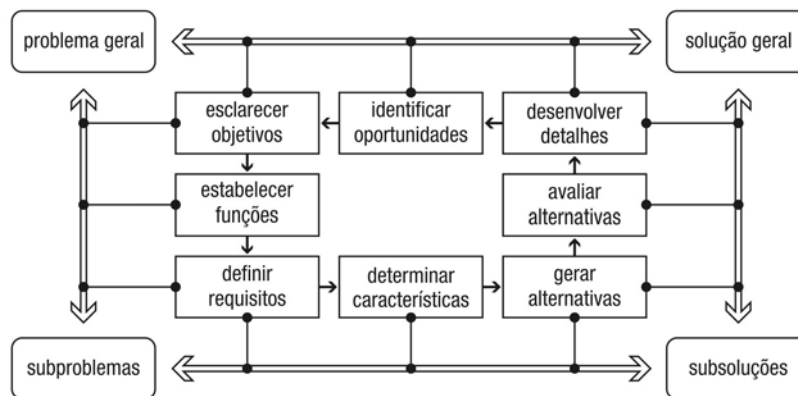 problema geral
solução geral
esclarecer
objetivos
identificar
oportunidades
desenvolver
detalhes
estabelecer
funções
avaliar
alternativas
definir
requisitos
determinar
características
gerar
alternativas
subproblemas
subsoluções